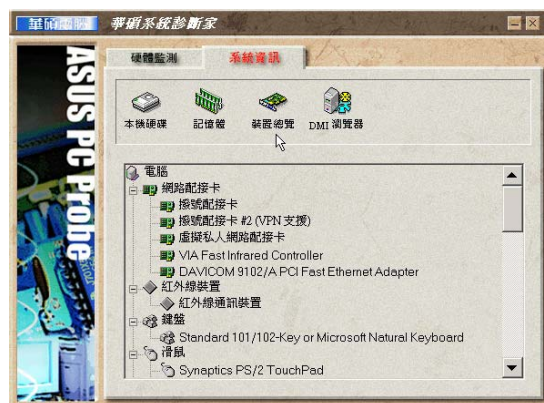 華碩電腦 華碩系統診斷家
ASUS PC Probe
硬體監測 系統資訊
本機硬碟 記憶體 裝置總覽 DMI 瀏覽器
電腦
網路配接卡
撥號配接卡
撥號配接卡 #2 (VPN 支援)
虛擬私人網路配接卡
VIA Fast Infrared Controller
DAVICOM 9102/A PCI Fast Ethernet Adapter
紅外線裝置
紅外線通訊裝置
鍵盤
Standard 101/102-Key or Microsoft Natural Keyboard
滑鼠
Synaptics PS/2 TouchPad